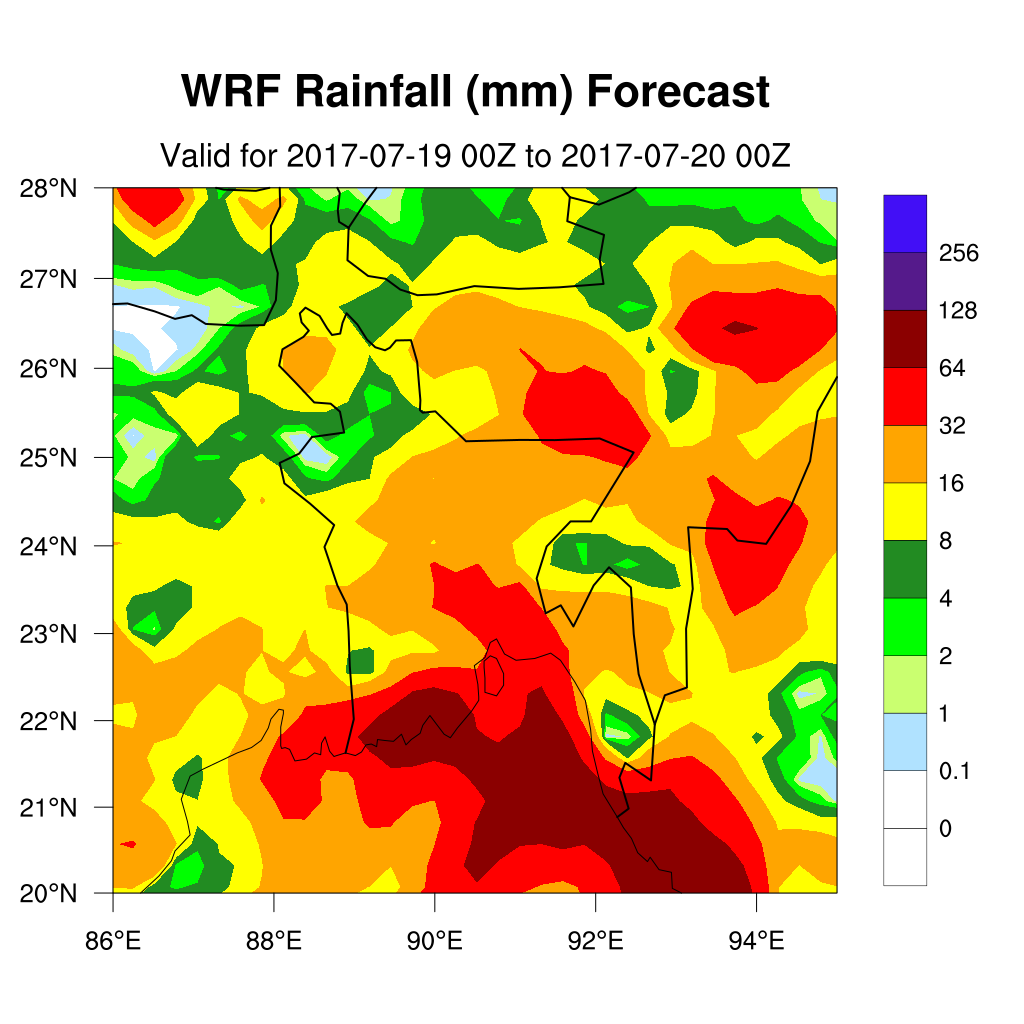 WRF Rainfall (mm) Forecast
Valid for 2017-07-19 00Z to 2017-07-20 00Z
28°N
27°N
26°N
25°N
24°N
23°N
22°N
21°N
20°N
86°E
88°E
90°E
92°E
94°E
256
128
64
32
16
8
4
2
1
0.1
0